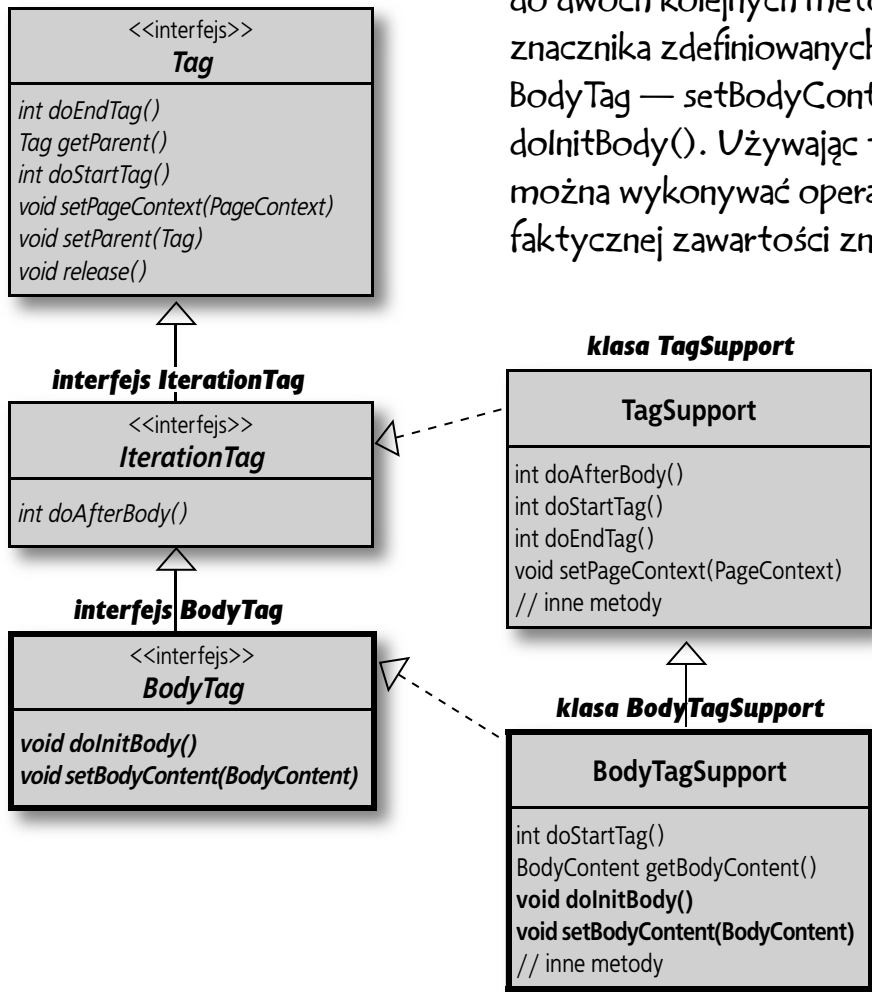 <<interfejs>>
Tag
int doEndTag()
Tag getParent()
int doStartTag()
void setPageContext(PageContext)
void setParent(Tag)
void release()
interfejs IterationTag
<<interfejs>>
IterationTag
int doAfterBody()
interfejs BodyTag
<<interfejs>>
BodyTag
void doInitBody()
void setBodyContent(BodyContent)
do dwóch kolejnych
znacznika zdefiniowanych
BodyTag —
doInitBody(). Używając
można wykonywać
faktycznej zawartości
klasa TagSupport
TagSupport
int doAfterBody()
int doStartTag()
int doEndTag()
void setPageContext(PageContext)
// inne metody
klasa BodyTagSupport
BodyTagSupport
int doStartTag()
BodyContent getBodyContent()
void doInitBody()
void setBodyContent(BodyContent)
// inne metody